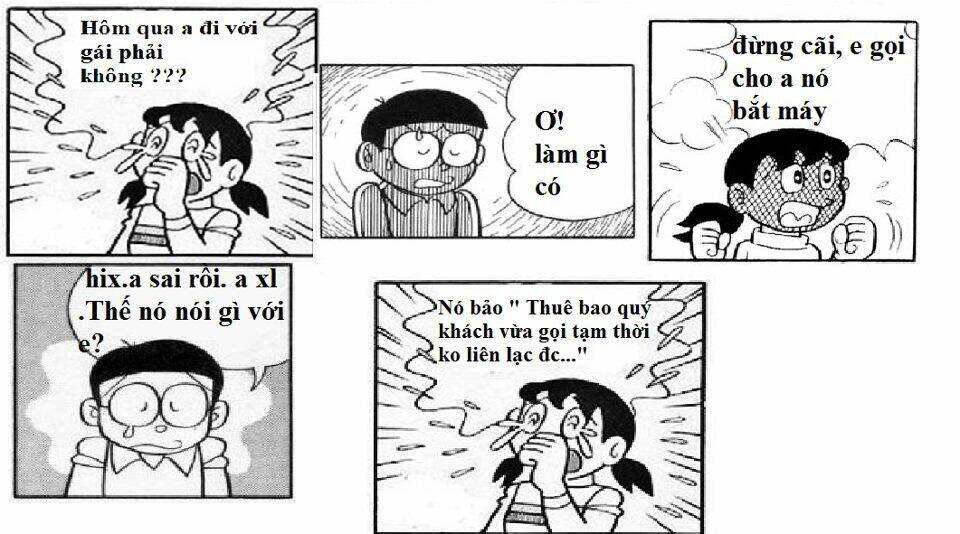 Hôm qua a đi với
gái phải
không ???
Ơ!
làm gì
có
đừng cãi, e gọi
cho a nó
bắt máy
hix.a sai rồi. a xl
.Thế nó nói gì với
e?
Nó bảo " Thuê bao quý
khách vừa gọi tạm thời
ko liên lạc đc..."